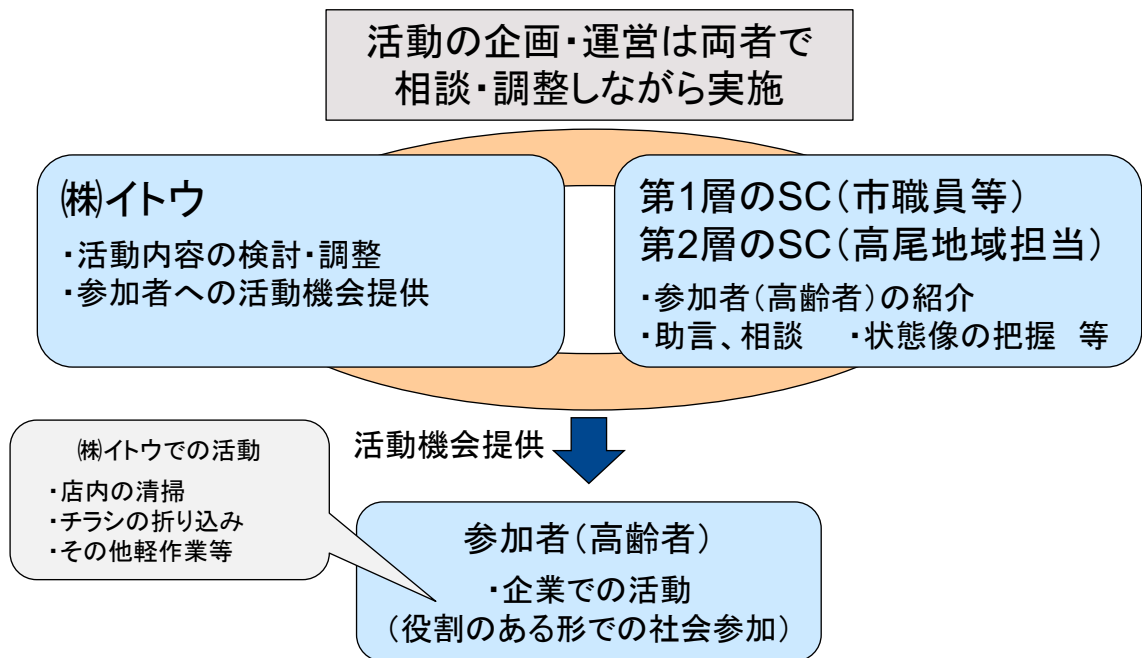 活動の企画・運営は両者で
相談・調整しながら実施
㈱イトウ
・活動内容の検討・調整
・参加者への活動機会提供
第1層のSC(市職員等)
第2層のSC(高尾地域担当)
・参加者(高齢者)の紹介
・助言、相談　・状態像の把握　等
活動機会提供
㈱イトウでの活動
・店内の清掃
・チラシの折り込み
・その他軽作業等
参加者(高齢者)
・企業での活動
(役割のある形での社会参加)